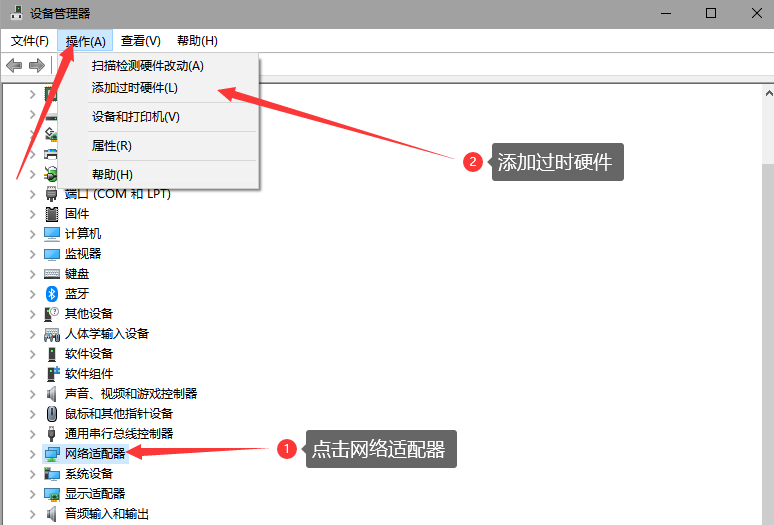 设备管理器
文件(F) 操作(A) 查看(V) 帮助(H)
扫描检测硬件改动(A)
添加过时硬件(L)
设备和打印机(V)
属性(R)
帮助(H)
2 添加过时硬件
端口 (COM 和 LPT)
固件
计算机
监视器
键盘
蓝牙
其他设备
人体学输入设备
软件设备
软件组件
声音、视频和游戏控制器
鼠标和其他指针设备
通用串行总线控制器
网络适配器
1 点击网络适配器
系统设备
显示适配器
音频输入和输出